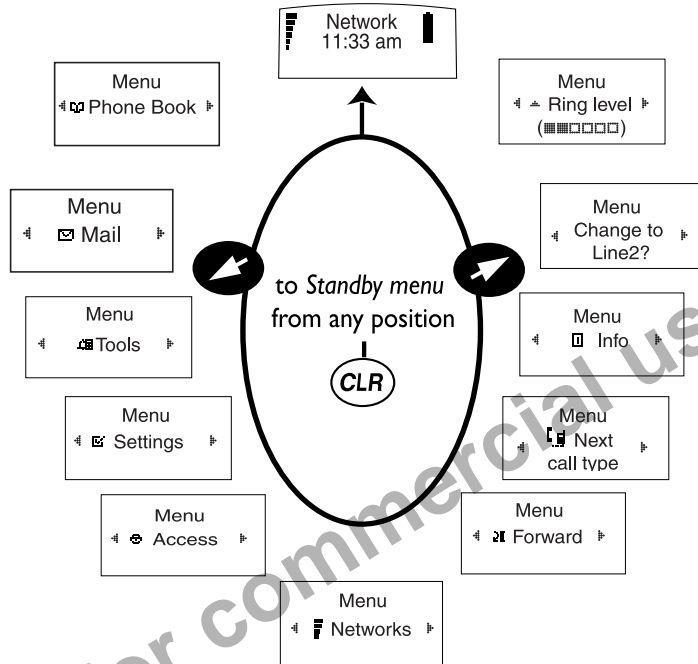 Network
11:33 am
Menu
Phone Book
Menu
Ring level
Menu
Mail
Menu
Change to
Line2?
to Standby menu
from any position
CLR
Menu
Tools
Menu
Info
Menu
Settings
Menu
Next
call type
Menu
Access
Menu
Forward
Menu
Networks
er commercial us